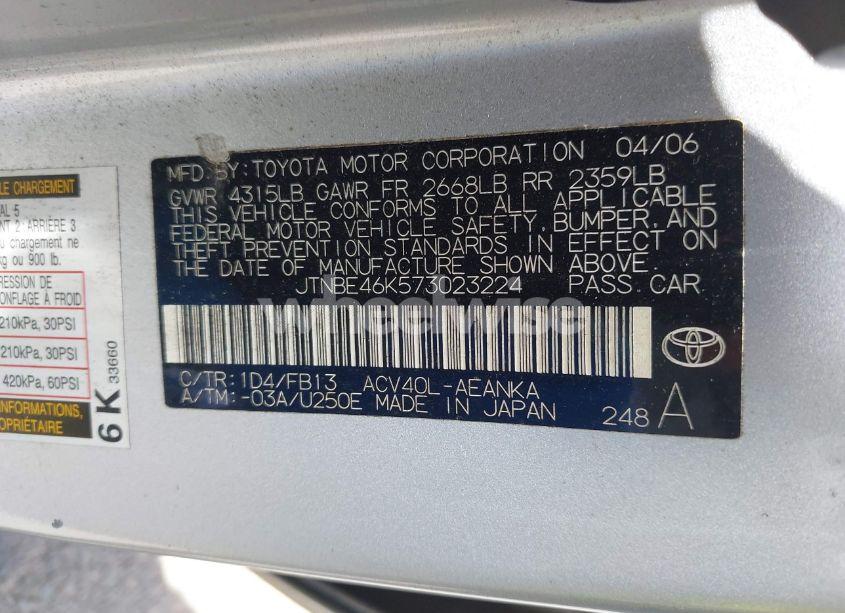 LE CHARGEMENT
AL 5
NT 2 ARRIÈRE 3
u chargement ne
kg ou 900 lb.
RESSION DE
ONFLAGE À FROID
210kPa, 30PSI
210kPa, 30PSI
420kPa, 60PSI
INFORMATIONS,
OPRIÉTAIRE
6K 33660
MFD. BY: TOYOTA MOTOR CORPORATION 04/06
GVWR 4315LB GAWR FR 2668LB RR 2359LB
THIS VEHICLE CONFORMS TO ALL APPLICABLE
FEDERAL MOTOR VEHICLE SAFETY, BUMPER, AND
THEFT PREVENTION STANDARDS IN EFFECT ON
THE DATE OF MANUFACTURE SHOWN ABOVE.
JTNBE46K573023224 PASS CAR
wheelwise
C/TR: 1D4/FB13 ACV40L-AEANKA
A/TM: -03A/U250E MADE IN JAPAN 248 A